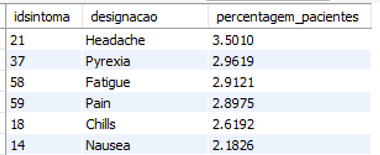 idsintoma designacao percentagem_pacientes
21 Headache 3.5010
37 Pyrexia 2.9619
58 Fatigue 2.9121
59 Pain 2.8975
18 Chills 2.6192
14 Nausea 2.1826